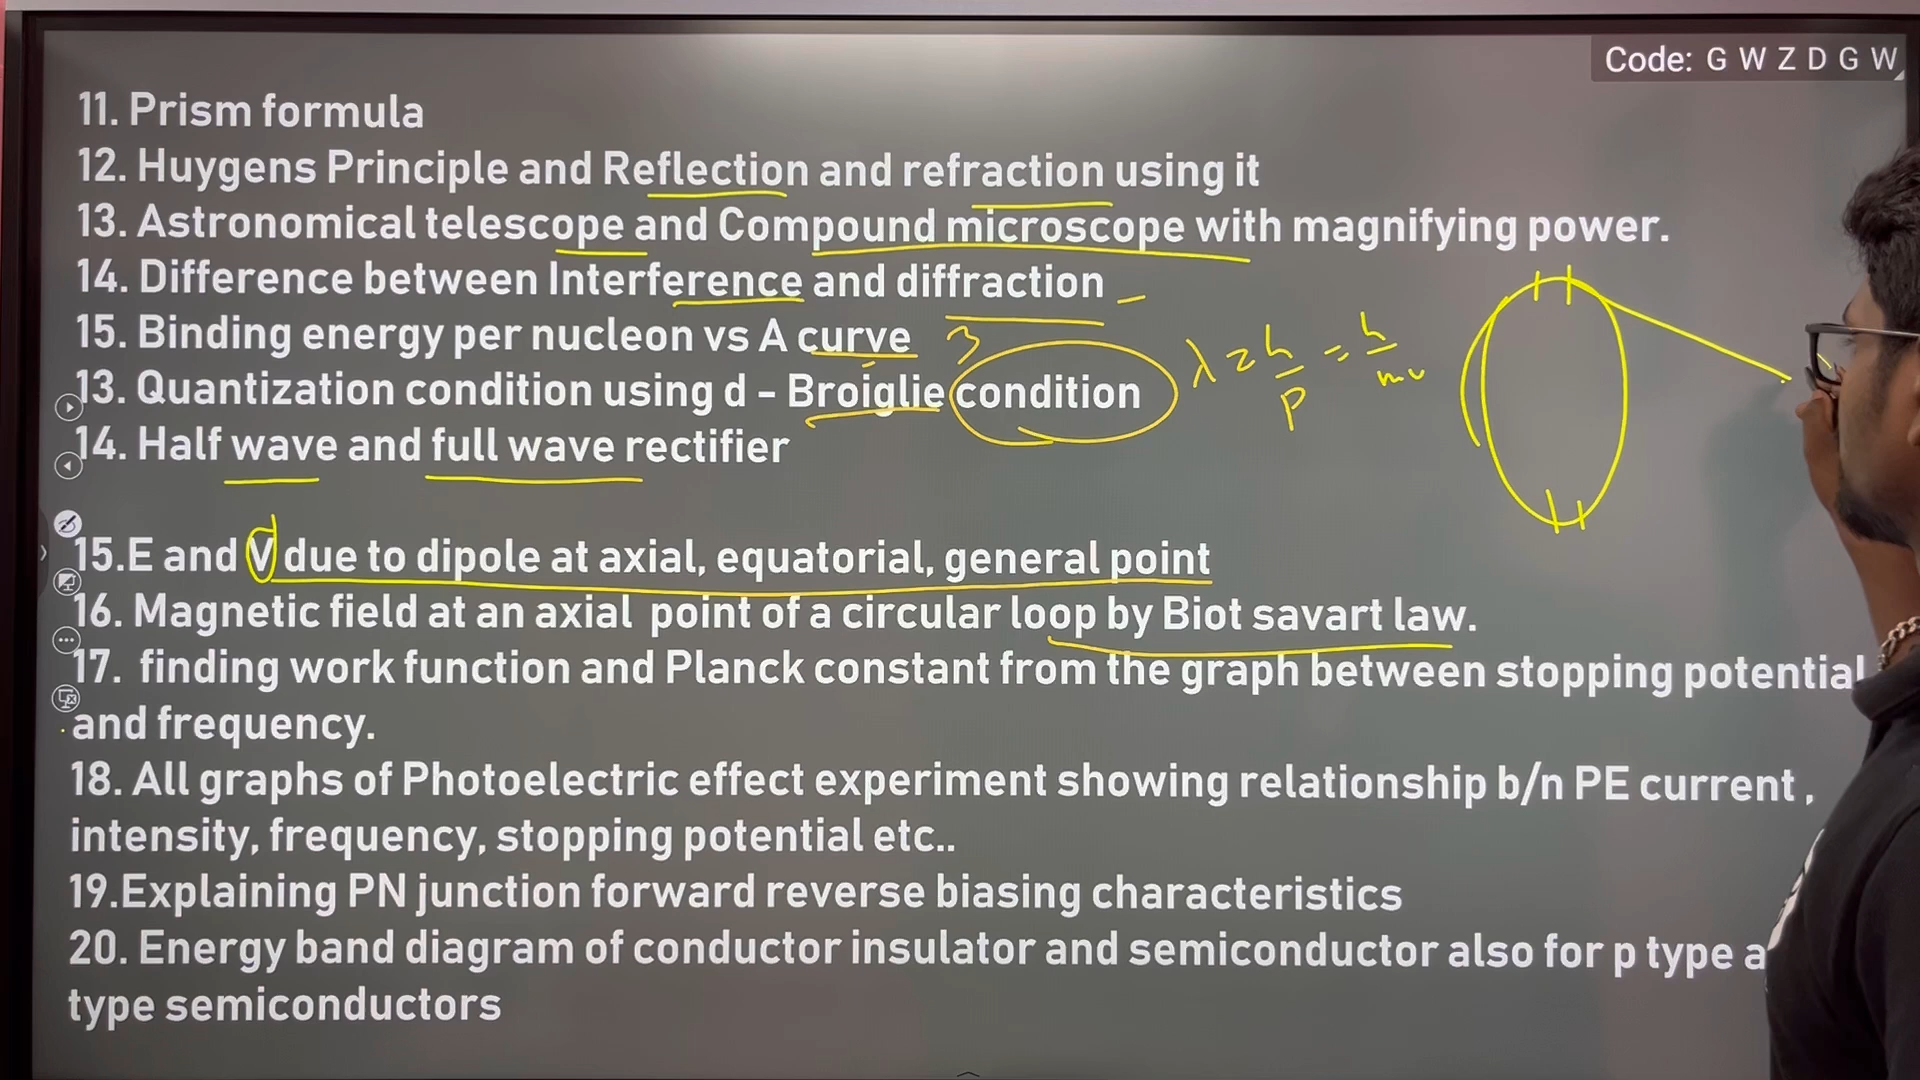 Code: G W Z D G W
11. Prism formula
12. Huygens Principle and Reflection and refraction using it
13. Astronomical telescope and Compound microscope with magnifying power.
14. Difference between Interference and diffraction
15. Binding energy per nucleon vs A curve 3
13. Quantization condition using d - Broiglie condition λ = h/p = h/mv
14. Half wave and full wave rectifier
15.E and V due to dipole at axial, equatorial, general point
16. Magnetic field at an axial point of a circular loop by Biot savart law.
17. finding work function and Planck constant from the graph between stopping potential
and frequency.
18. All graphs of Photoelectric effect experiment showing relationship b/n PE current ,
intensity, frequency, stopping potential etc..
19.Explaining PN junction forward reverse biasing characteristics
20. Energy band diagram of conductor insulator and semiconductor also for p type a
type semiconductors